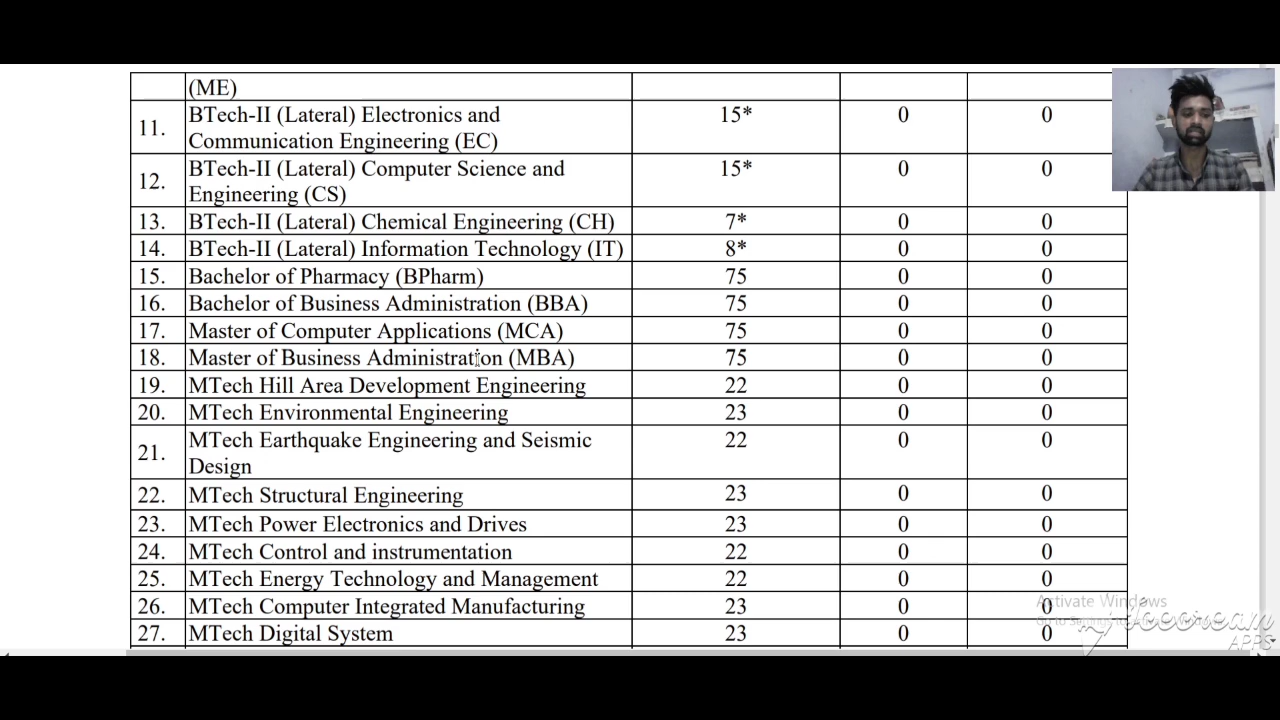 (ME)
11. BTech-II (Lateral) Electronics and Communication Engineering (EC) 15* 0 0
12. BTech-II (Lateral) Computer Science and Engineering (CS) 15* 0 0
13. BTech-II (Lateral) Chemical Engineering (CH) 7* 0 0
14. BTech-II (Lateral) Information Technology (IT) 8* 0 0
15. Bachelor of Pharmacy (BPharm) 75 0 0
16. Bachelor of Business Administration (BBA) 75 0 0
17. Master of Computer Applications (MCA) 75 0 0
18. Master of Business Administration (MBA) 75 0 0
19. MTech Hill Area Development Engineering 22 0 0
20. MTech Environmental Engineering 23 0 0
21. MTech Earthquake Engineering and Seismic Design 22 0 0
22. MTech Structural Engineering 23 0 0
23. MTech Power Electronics and Drives 23 0 0
24. MTech Control and instrumentation 22 0 0
25. MTech Energy Technology and Management 22 0 0
26. MTech Computer Integrated Manufacturing 23 0 0
27. MTech Digital System 23 0 0
Activate Windows
Go to Settings to
Icecream
APPS